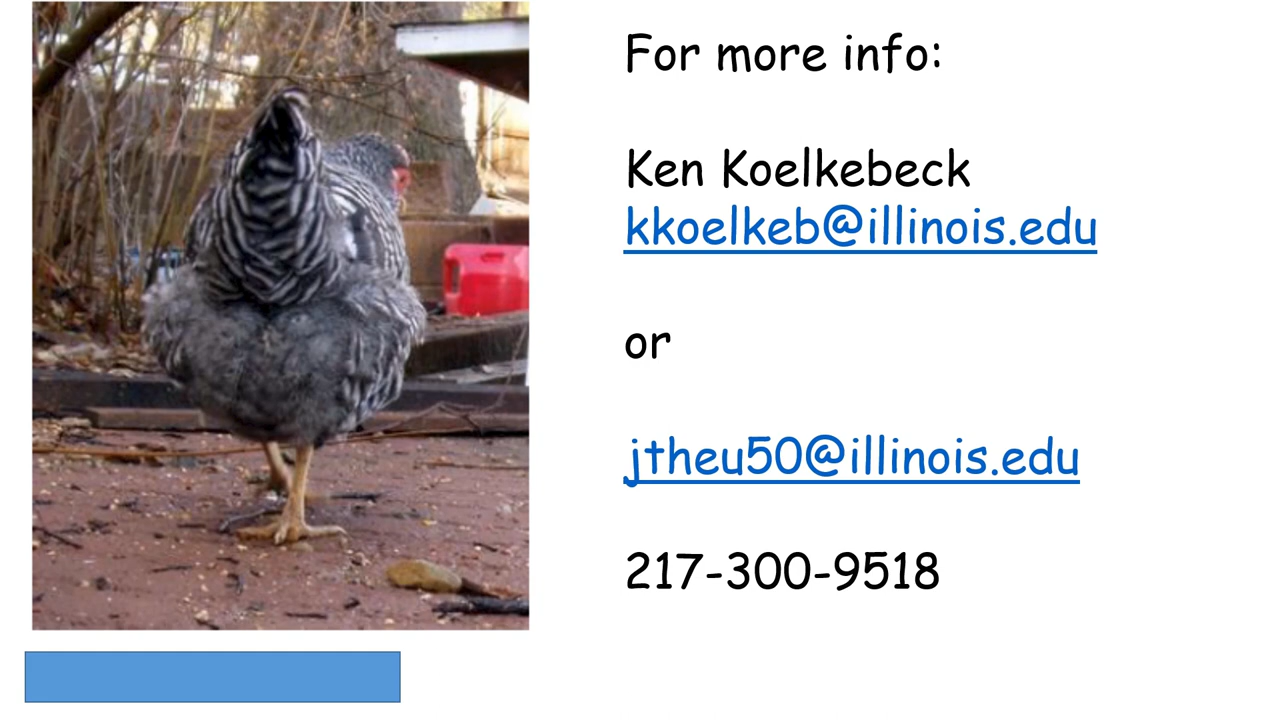 For more info:
Ken Koelkebeck
kkoelkeb@illinois.edu
or
jtheu50@illinois.edu
217-300-9518